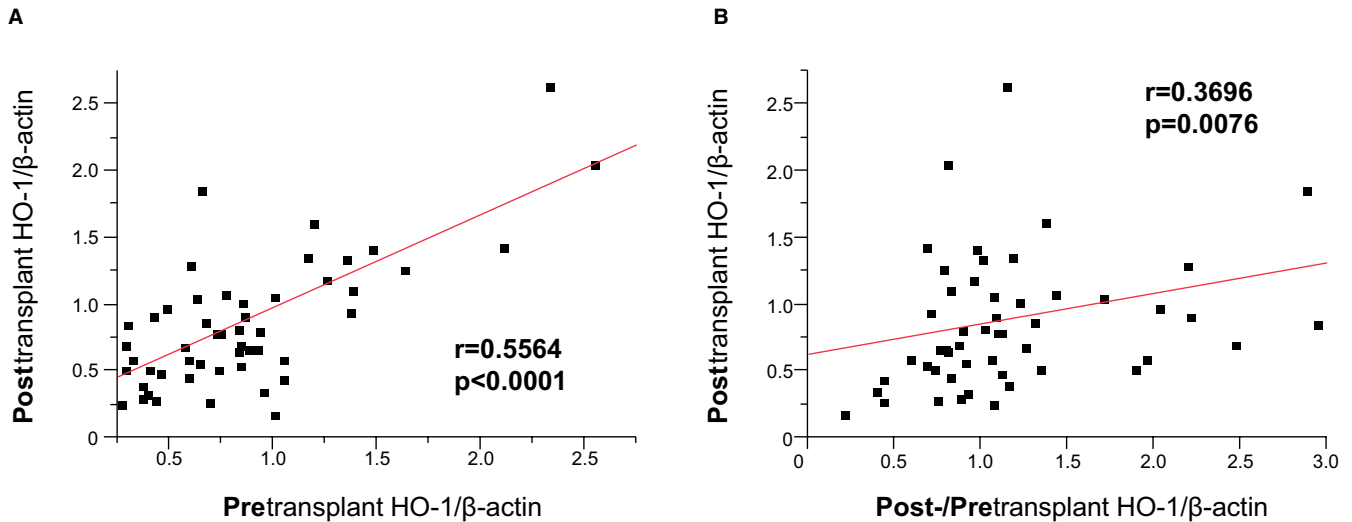 A
Posttransplant HO-1/β-actin
2.5
2.0
1.5
1.0
0.5
0
r=0.5564
p<0.0001
0.5 1.0 1.5 2.0 2.5
Pretransplant HO-1/β-actin
B
Posttransplant HO-1/β-actin
2.5
2.0
1.5
1.0
0.5
0
r=0.3696
p=0.0076
0 0.5 1.0 1.5 2.0 2.5 3.0
Post-/Pretransplant HO-1/β-actin